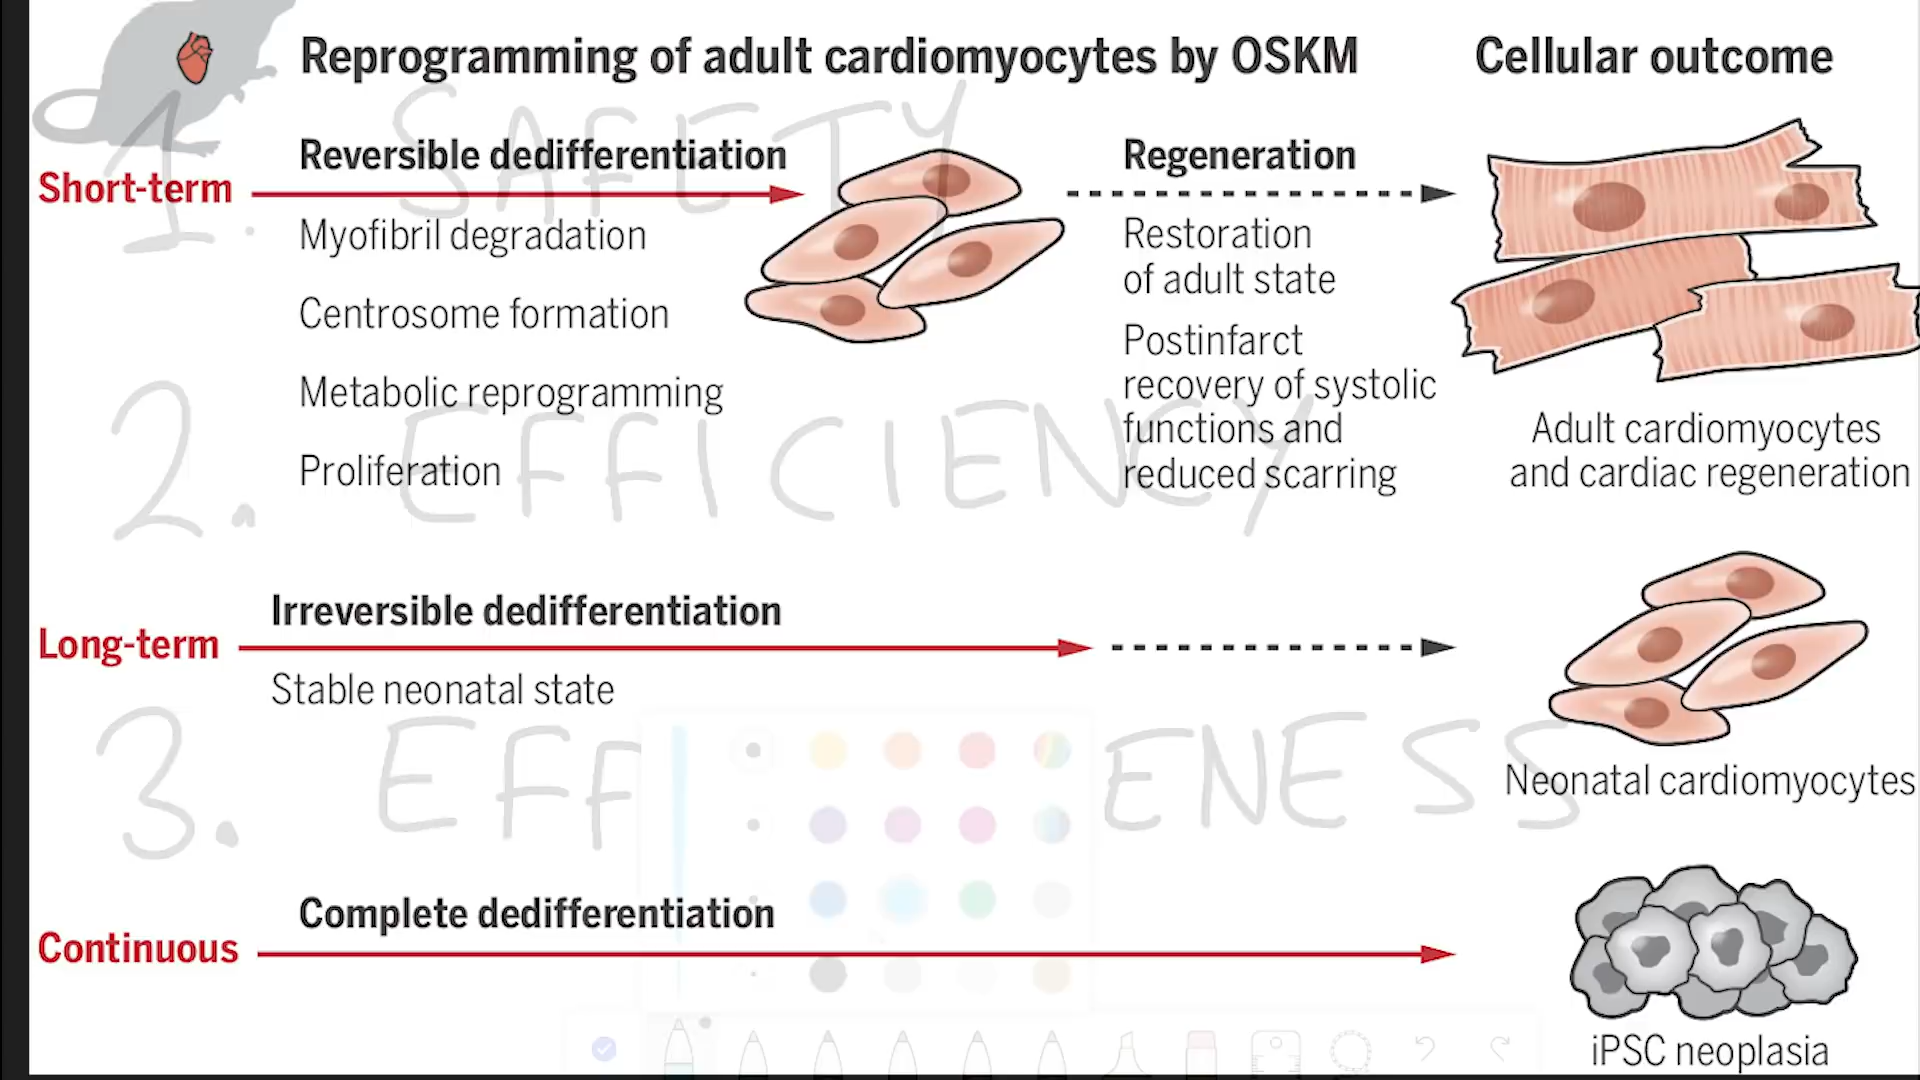 Reprogramming of adult cardiomyocytes by OSKM
Cellular outcome
1. SAFETY
Short-term
Reversible dedifferentiation
Myofibril degradation
Centrosome formation
Metabolic reprogramming
Proliferation
Regeneration
Restoration
of adult state
Postinfarct
recovery of systolic
functions and
reduced scarring
Adult cardiomyocytes
and cardiac regeneration
2. EFFICIENCY
Long-term
Irreversible dedifferentiation
Stable neonatal state
Neonatal cardiomyocytes
3. EFF ENESS
Continuous
Complete dedifferentiation
iPSC neoplasia